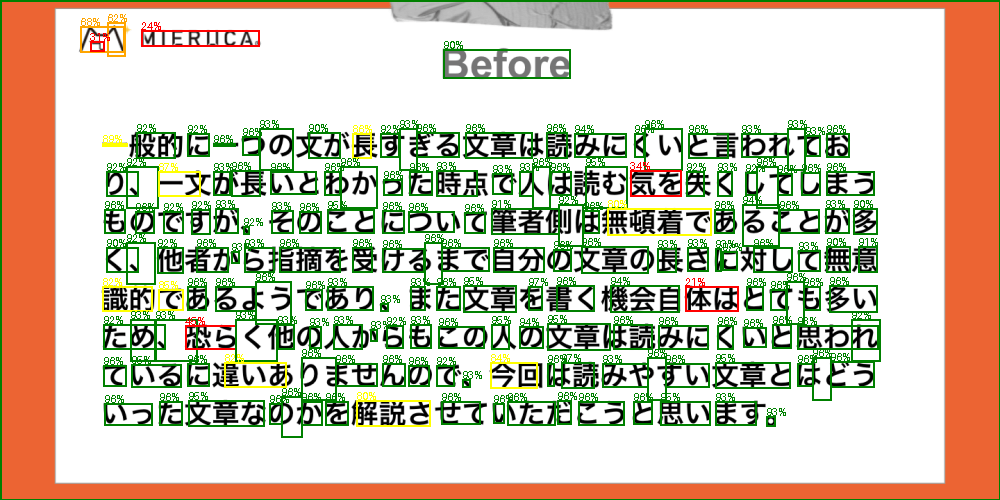 MIERUCA
Before
一般的に一つの文が長すぎる文章は読みにくいと言われてお
り、一文が長いとわかった時点で人は読む気を失くしてしまう
ものですが、そのことについて筆者側は無頓着であることが多
く、他者から指摘を受けるまで自分の文章の長さに対して無意
識的であるようであり、また文章を書く機会自体はとても多い
ため、恐らく他の人からもこの人の文章は読みにくいと思われ
ているに違いありませんので、今回は読みやすい文章とはどう
いった文章なのかを解説させていただこうと思います。